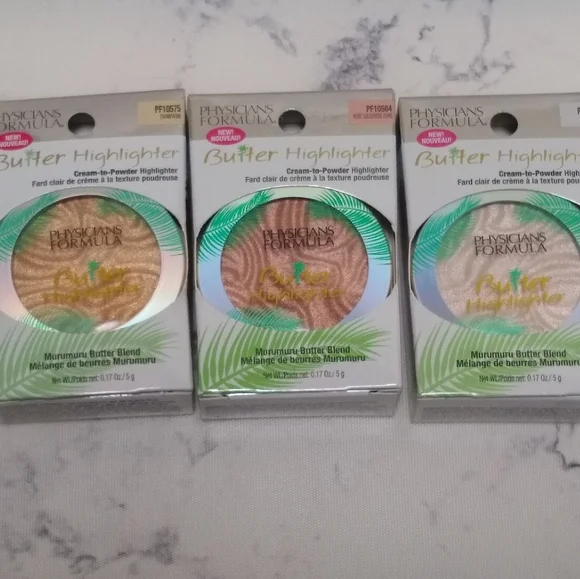 PHYSICIANS
FORMULA
PF10575
CHAMPAGNE
NEW!
NOUVEAU!
Butter Highlighter
Cream-to-Powder Highlighter
Fard clair de crème à la texture poudreuse
PHYSICIANS
FORMULA
Butter
Highlighter
Murumuru Butter Blend
Mélange de beurres Murumuru
Net Wt./Poids net: 0.17 Oz / 5 g
PHYSICIANS
FORMULA
PF10564
NEW!
NOUVEAU!
Butter Highlighter
Cream-to-Powder Highlighter
Fard clair de crème à la texture poudreuse
PHYSICIANS
FORMULA
Butter
Highlighter
Murumuru Butter Blend
Mélange de beurres Murumuru
Net Wt./Poids net: 0.17 Oz / 5 g
PHYSICIANS
FORMULA
NEW!
NOUVEAU!
Butter Highlighte
Cream-to-Powder High
Fard clair de crème à la texture pou
PHYSICIANS
FORMULA
Butter
Highlighter
Murumuru Butter Blend
Mélange de beurres Murumuru
Net Wt./Poids net: 0.17 Oz / 5 g